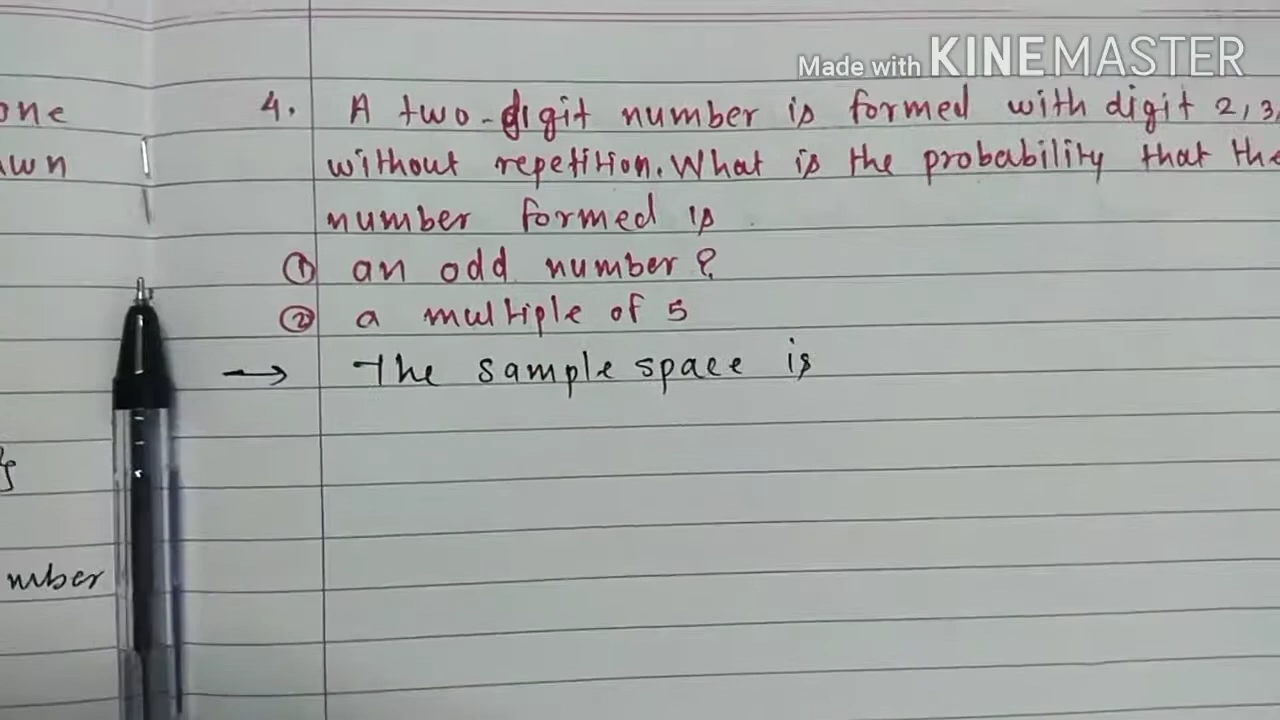 Made with KINEMASTER
one
4. A two-digit number is formed with digit 2, 3,
awn
without repetition. What is the probability that the
number formed is
① an odd number?
② a multiple of 5
→ The sample space is
mber